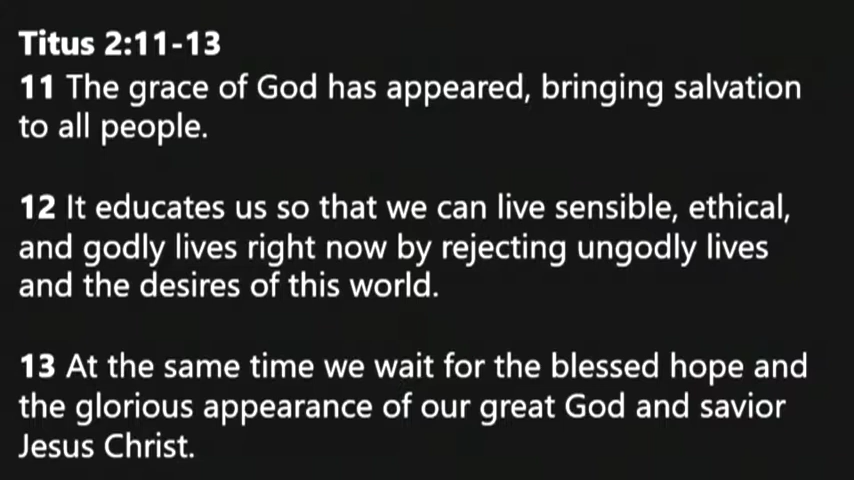 Titus 2:11-13
11 The grace of God has appeared, bringing salvation
to all people.
12 It educates us so that we can live sensible, ethical,
and godly lives right now by rejecting ungodly lives
and the desires of this world.
13 At the same time we wait for the blessed hope and
the glorious appearance of our great God and savior
Jesus Christ.